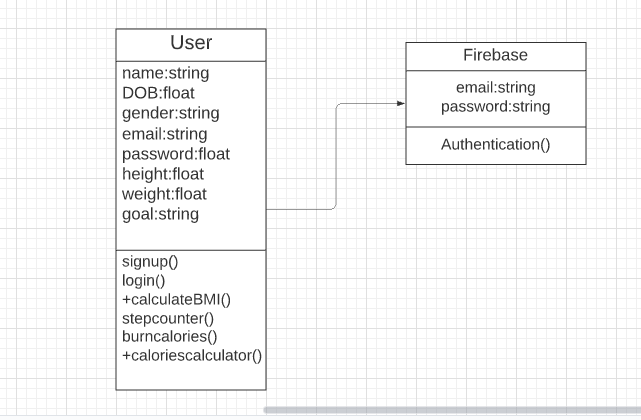 User
name:string
DOB:float
gender:string
email:string
password:float
height:float
weight:float
goal:string
signup()
login()
+calculateBMI()
stepcounter()
burncalories()
+caloriescalculator()
Firebase
email:string
password:string
Authentication()